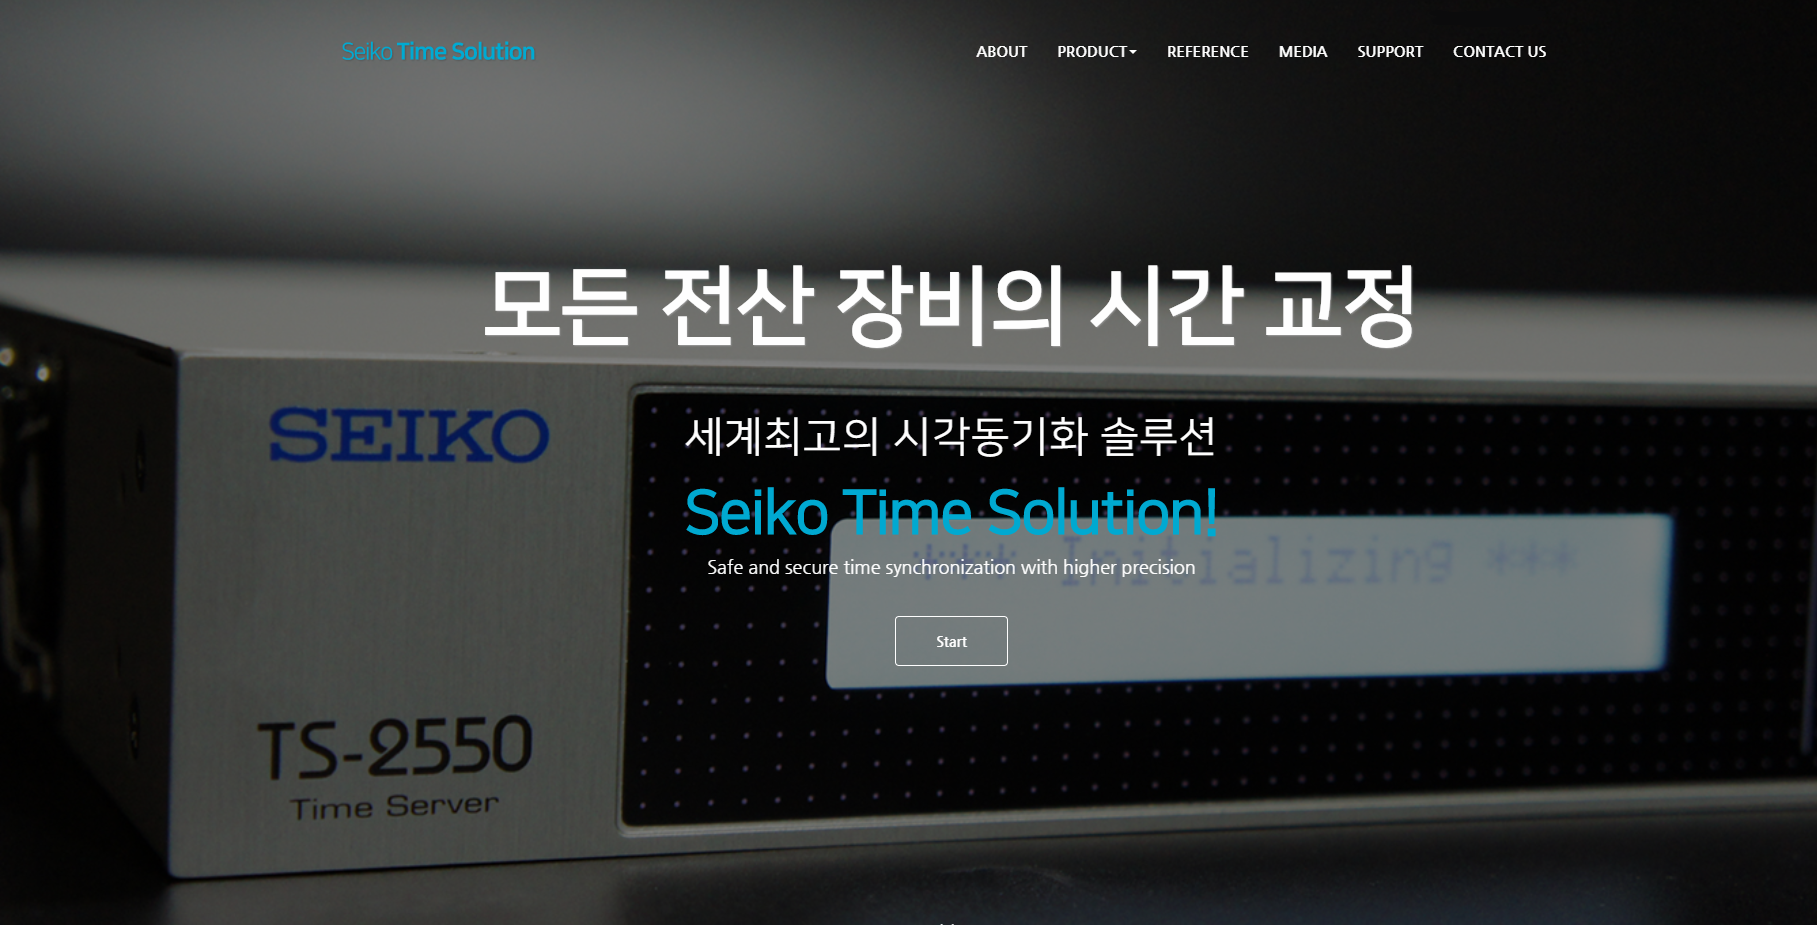 Seiko Time Solution
ABOUT PRODUCT REFERENCE MEDIA SUPPORT CONTACT US
모든 전산 장비의 시간 교정
SEIKO
세계최고의 시각동기화 솔루션
Seiko Time Solution!
*** Initializing ***
Safe and secure time synchronization with higher precision
Start
TS-2550
Time Server